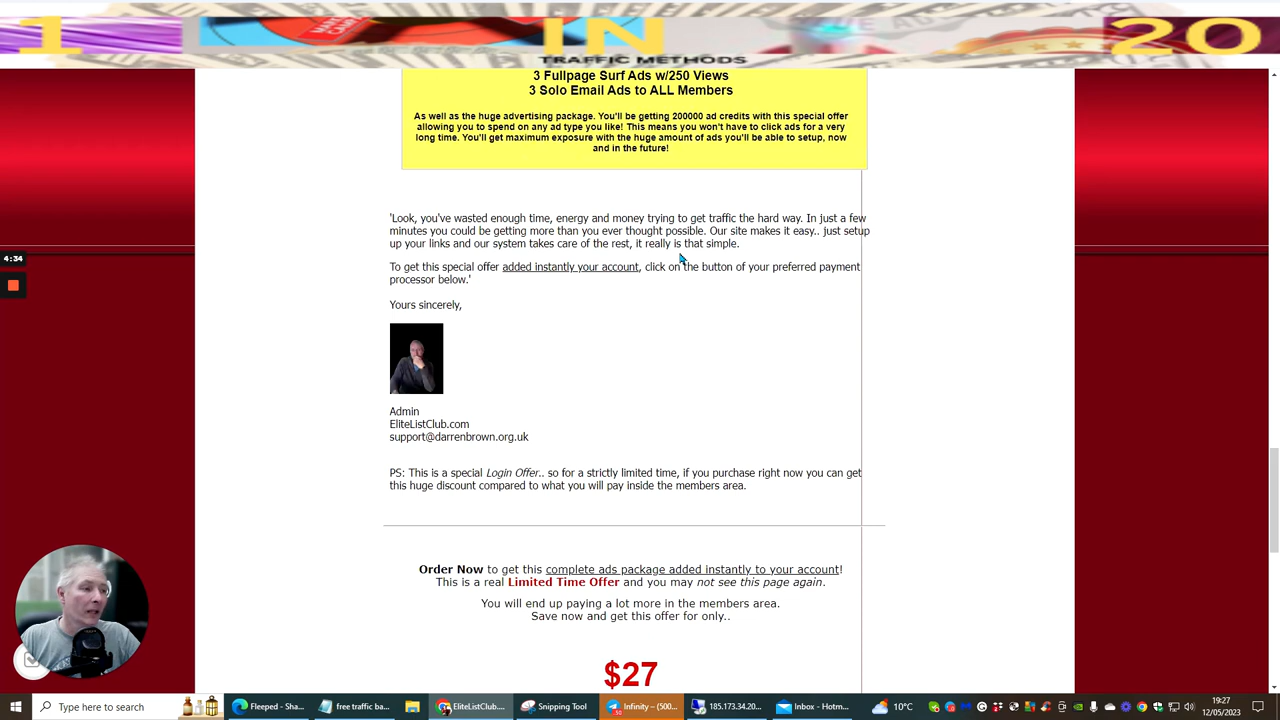 1 IN 20
TRAFFIC METHODS
3 Fullpage Surf Ads w/250 Views
3 Solo Email Ads to ALL Members
As well as the huge advertising package. You'll be getting 200000 ad credits with this special offer
allowing you to spend on any ad type you like! This means you won't have to click ads for a very
long time. You'll get maximum exposure with the huge amount of ads you'll be able to setup, now
and in the future!
'Look, you've wasted enough time, energy and money trying to get traffic the hard way. In just a few
minutes you could be getting more than you ever thought possible. Our site makes it easy.. just setup
up your links and our system takes care of the rest, it really is that simple.
4:34
To get this special offer added instantly your account, click on the button of your preferred payment
processor below.'
Yours sincerely,
Admin
EliteListClub.com
support@darrenbrown.org.uk
PS: This is a special Login Offer.. so for a strictly limited time, if you purchase right now you can get
this huge discount compared to what you will pay inside the members area.
Order Now to get this complete ads package added instantly to your account!
This is a real Limited Time Offer and you may not see this page again.
You will end up paying a lot more in the members area.
Save now and get this offer for only..
$27
Type here to search
Fleeped - Sha...
free traffic ba...
EliteListClub....
Snipping Tool
Infinity – (500...
185.173.34.20...
Inbox - Hotm...
10°C
19:27
12/05/2023